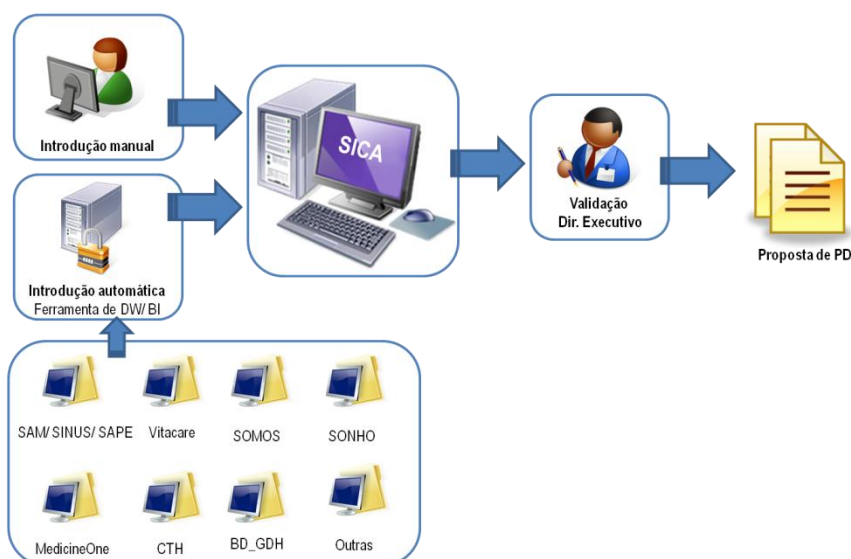 Introdução manual
SICA
Validação
Dir. Executivo
Proposta de PD
Introdução automática
Ferramenta de DW/ BI
SAM/ SINUS/ SAPE
Vitacare
SOMOS
SONHO
MedicineOne
CTH
BD_GDH
Outras